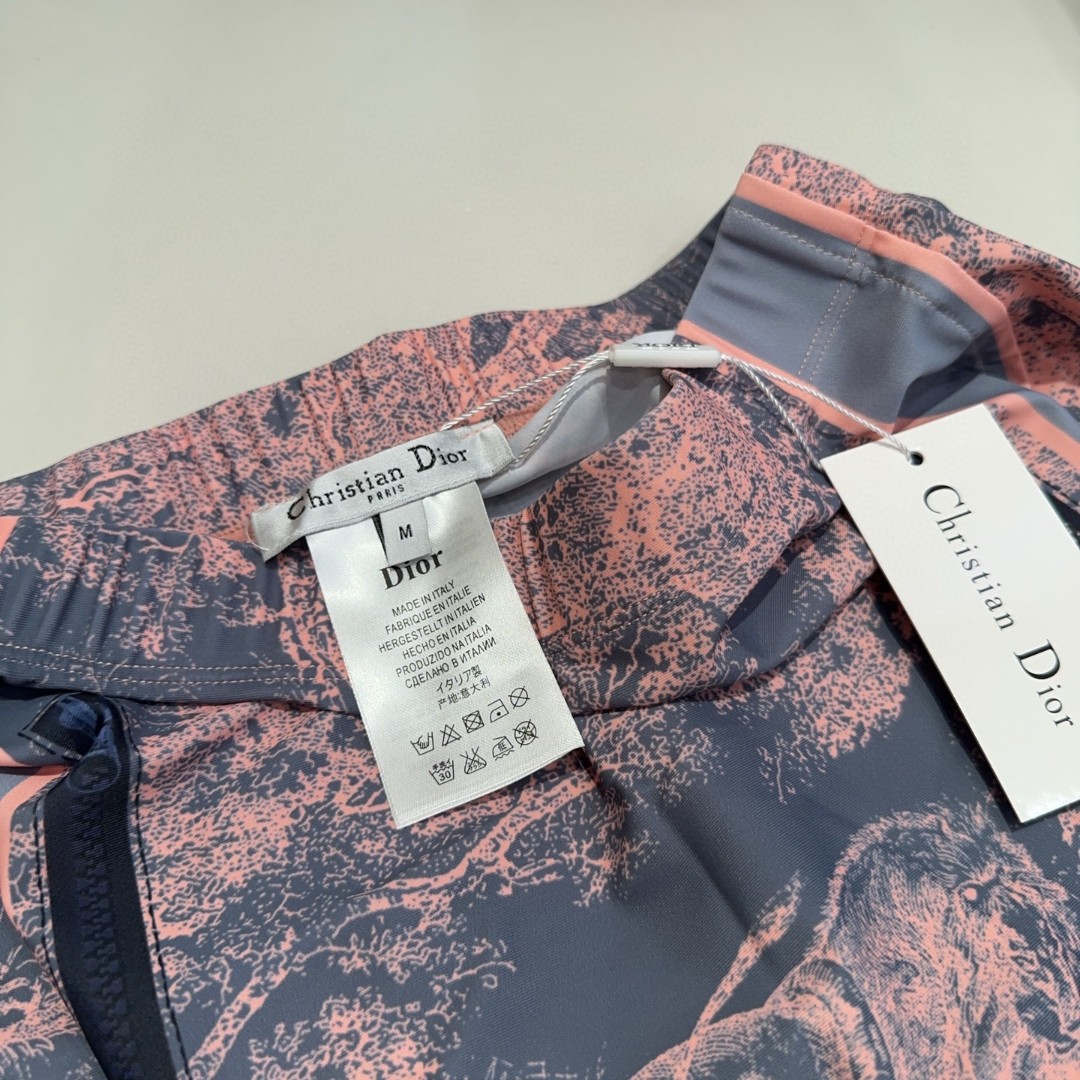 Christian Dior
PARIS
M
Dior
MADE IN ITALY
FABRIQUE EN ITALIE
HERGESTELLT IN ITALIEN
HECHO EN ITALIA
PRODUZIDO NA ITALIA
СДЕЛАНО В ИТАЛИИ
イタリア製
产地:意大利
30
Christian Dior